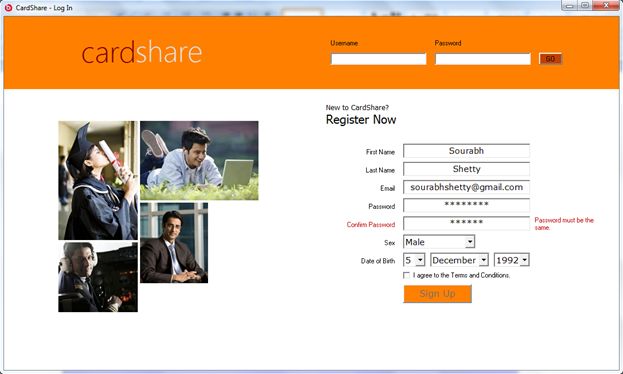 CardShare - Log In
cardshare
Username
Password
GO
New to CardShare?
Register Now
First Name
Sourabh
Last Name
Shetty
Email
sourabhshetty@gmail.com
Password
********
Confirm Password
******
Password must be the
same.
Sex
Male
Date of Birth
5
December
1992
I agree to the Terms and Conditions.
Sign Up